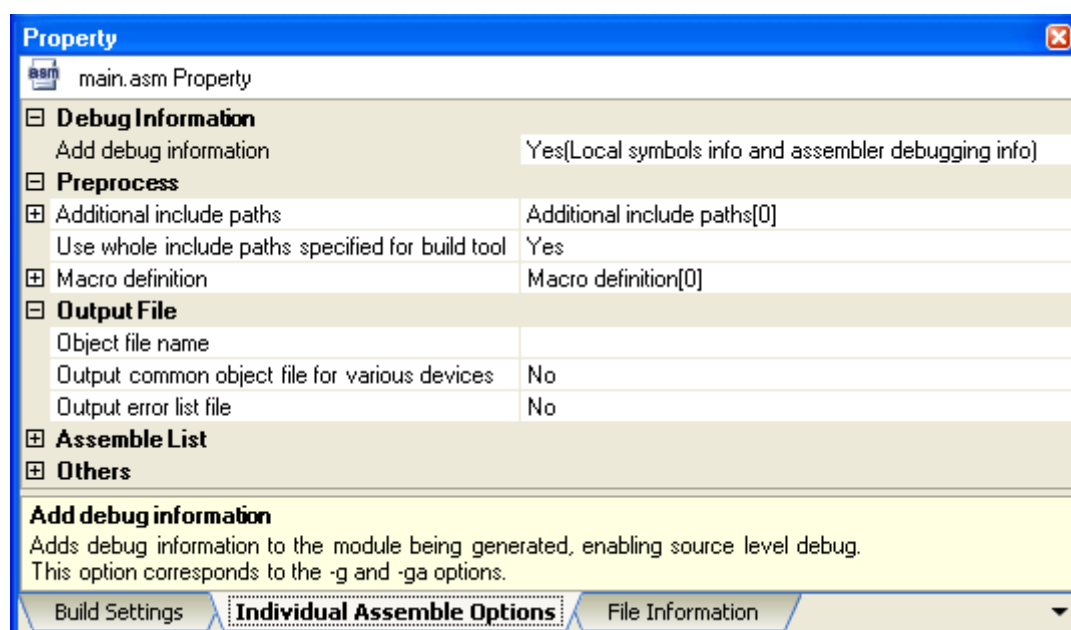 Property
asm main.asm Property
Debug Information
Add debug information Yes(Local symbols info and assembler debugging info)
Preprocess
Additional include paths Additional include paths[0]
Use whole include paths specified for build tool Yes
Macro definition Macro definition[0]
Output File
Object file name
Output common object file for various devices No
Output error list file No
Assemble List
Others
Add debug information
Adds debug information to the module being generated, enabling source level debug.
This option corresponds to the -g and -ga options.
Build Settings Individual Assemble Options File Information